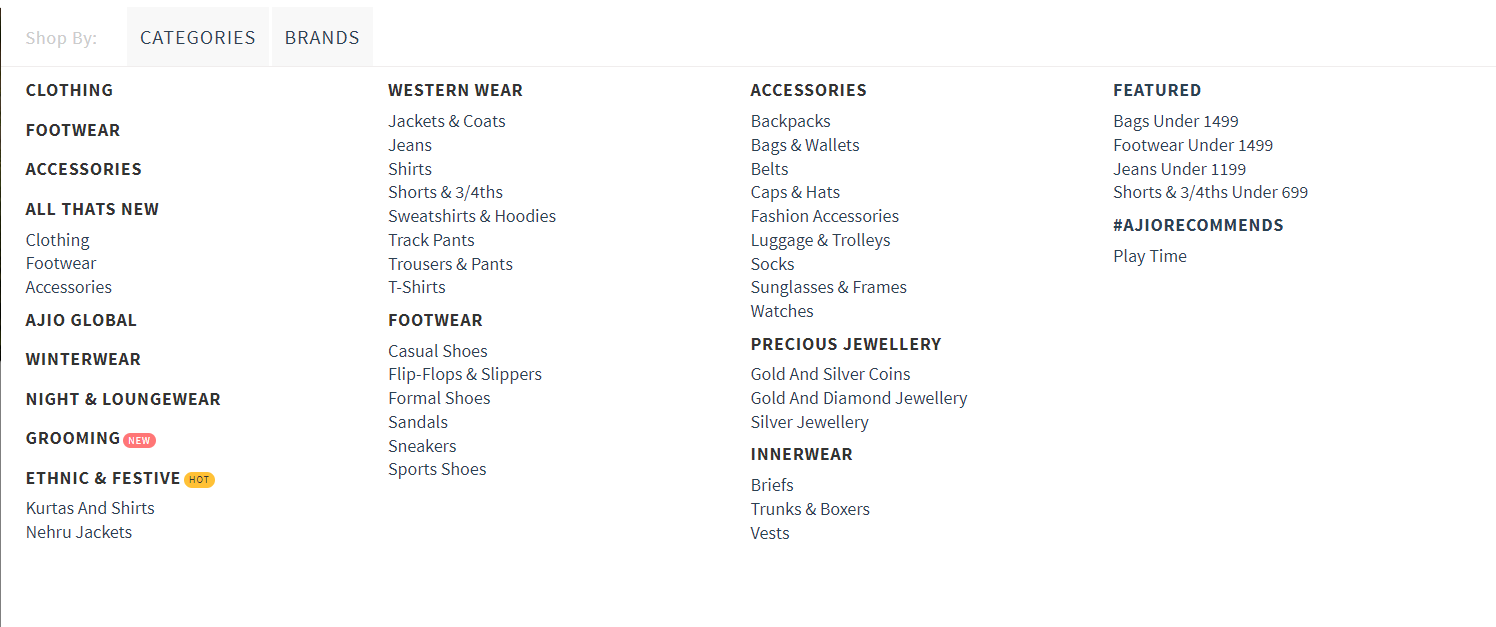 Shop By: CATEGORIES BRANDS
CLOTHING
FOOTWEAR
ACCESSORIES
ALL THATS NEW
Clothing
Footwear
Accessories
AJIO GLOBAL
WINTERWEAR
NIGHT & LOUNGEWEAR
GROOMING NEW
ETHNIC & FESTIVE HOT
Kurtas And Shirts
Nehru Jackets
WESTERN WEAR
Jackets & Coats
Jeans
Shirts
Shorts & 3/4ths
Sweatshirts & Hoodies
Track Pants
Trousers & Pants
T-Shirts
FOOTWEAR
Casual Shoes
Flip-Flops & Slippers
Formal Shoes
Sandals
Sneakers
Sports Shoes
ACCESSORIES
Backpacks
Bags & Wallets
Belts
Caps & Hats
Fashion Accessories
Luggage & Trolleys
Socks
Sunglasses & Frames
Watches
PRECIOUS JEWELLERY
Gold And Silver Coins
Gold And Diamond Jewellery
Silver Jewellery
INNERWEAR
Briefs
Trunks & Boxers
Vests
FEATURED
Bags Under 1499
Footwear Under 1499
Jeans Under 1199
Shorts & 3/4ths Under 699
#AJIORECOMMENDS
Play Time